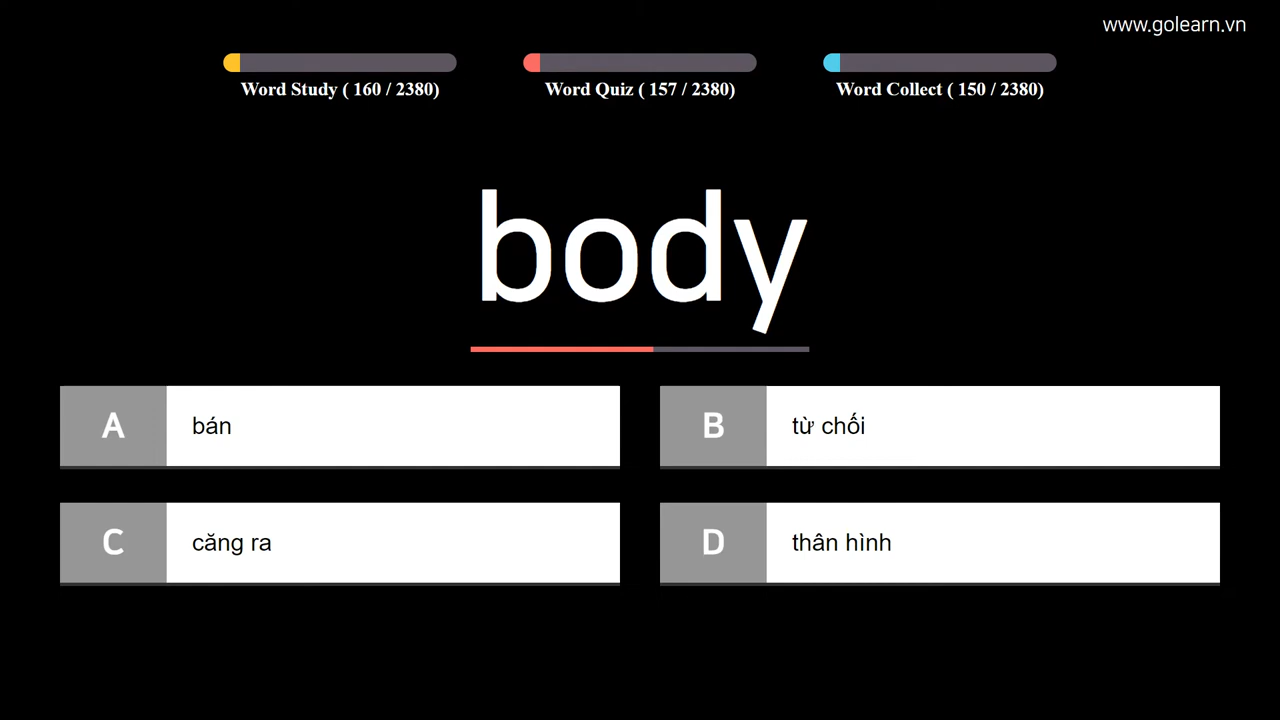 www.golearn.vn
Word Study ( 160 / 2380)
Word Quiz ( 157 / 2380)
Word Collect ( 150 / 2380)
body
A bán
B từ chối
C căng ra
D thân hình